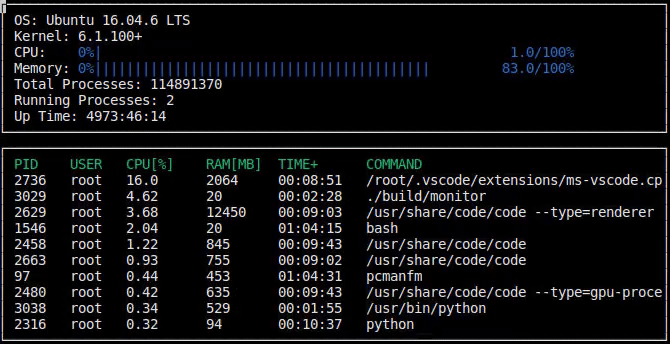 OS: Ubuntu 16.04.6 LTS
Kernel: 6.1.100+
CPU: 0%| 1.0/100%
Memory: 0%|||||||||||||||||||||||||||||||||||||||||| 83.0/100%
Total Processes: 114891370
Running Processes: 2
Up Time: 4973:46:14
PID USER CPU[%] RAM[MB] TIME+ COMMAND
2736 root 16.0 2064 00:08:51 /root/.vscode/extensions/ms-vscode.cp
3029 root 4.62 20 00:02:28 ./build/monitor
2629 root 3.68 12450 00:09:03 /usr/share/code/code --type=renderer
1546 root 2.04 20 01:04:15 bash
2458 root 1.22 845 00:09:43 /usr/share/code/code
2663 root 0.93 755 00:09:02 /usr/share/code/code
97 root 0.44 453 01:04:31 pcmanfm
2480 root 0.42 635 00:09:43 /usr/share/code/code --type=gpu-proce
3038 root 0.34 529 00:01:55 /usr/bin/python
2316 root 0.32 94 00:10:37 python